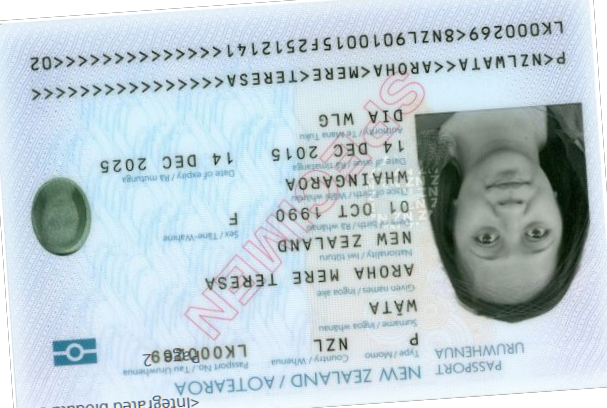 <Integrated biodata
Page 2
PASSPORT
URUWHENUA
NEW ZEALAND / AOTEAROA
Type / Momo
Country / Whenua
Passport No. / Tau Uruwhenua
P NZL LK000269
Surname / Ingoa whānau
WĀTA
Given names / Ingoa ake
AROHA MERE TERESA
Nationality / Iwi tūturu
NEW ZEALAND
Date of birth / Rā whānau
Sex / Tāne-Wahine
01 OCT 1990 F
Place of birth / Wāhi whānau
WHAINGAROA
Date of issue / Rā timatanga
Date of expiry / Rā mutunga
14 DEC 2015 14 DEC 2025
Authority / Te Mana Tuku
DIA WLG
SPECIMEN
P<NZLWATA<<AROHA<MERE<TERESA<<<<<<<<<<<<<<<<
LK000269<8NZL9010015F2512141<<<<<<<<<<<<<<02